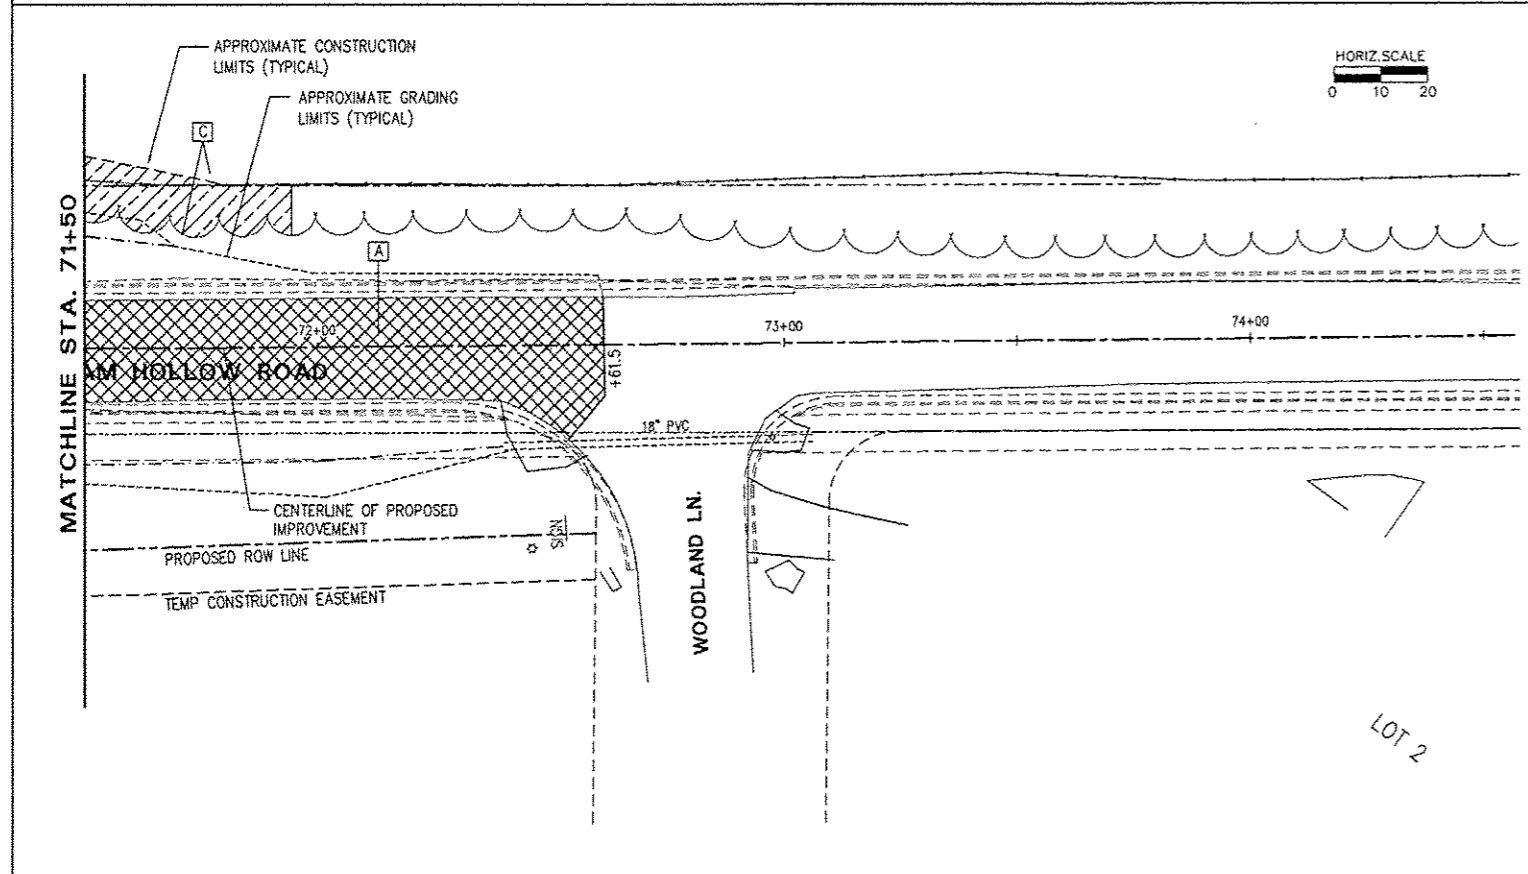 APPROXIMATE CONSTRUCTION
LIMITS (TYPICAL)
HORIZ. SCALE
0 10 20
APPROXIMATE GRADING
LIMITS (TYPICAL)
C
MATCHLINE STA. 71+50
A
72+00
73+00
74+00
AM HOLLOW ROAD
+61.5
18" PVC
CENTERLINE OF PROPOSED
IMPROVEMENT
SIGN
PROPOSED ROW LINE
TEMP CONSTRUCTION EASEMENT
WOODLAND LN.
LOT 2